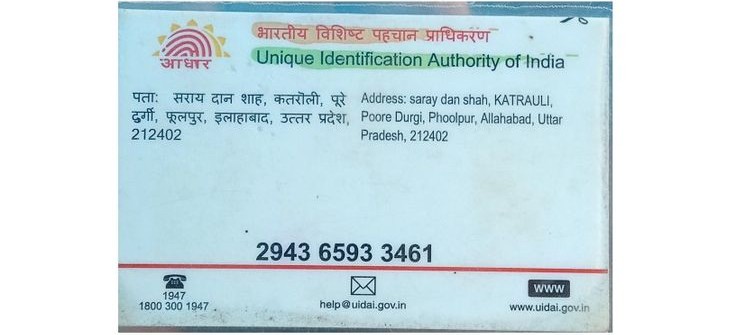 भारतीय विशिष्ट पहचान प्राधिकरण
आधार
Unique Identification Authority of India
पता: सराय दान शाह, कतरौली, पूरे
दुर्गी, फूलपुर, इलाहाबाद, उत्तर प्रदेश,
212402
Address: saray dan shah, KATRAULI,
Poore Durgi, Phoolpur, Allahabad, Uttar
Pradesh, 212402
2943 6593 3461
1947
1800 300 1947
help@uidai.gov.in
www
www.uidai.gov.in